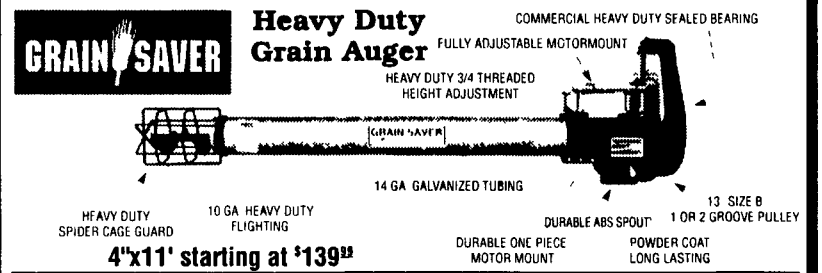 GRAIN SAVER
Heavy Duty
Grain Auger
COMMERCIAL HEAVY DUTY SEALED BEARING
FULLY ADJUSTABLE MOTORMOUNT
HEAVY DUTY 3/4 THREADED
HEIGHT ADJUSTMENT
GRAIN SAVER
14 GA GALVANIZED TUBING
HEAVY DUTY
SPIDER CAGE GUARD
10 GA HEAVY DUTY
FLIGHTING
DURABLE ABS SPOUT
13 SIZE B
1 OR 2 GROOVE PULLEY
DURABLE ONE PIECE
MOTOR MOUNT
POWDER COAT
LONG LASTING
4"x11' starting at $139